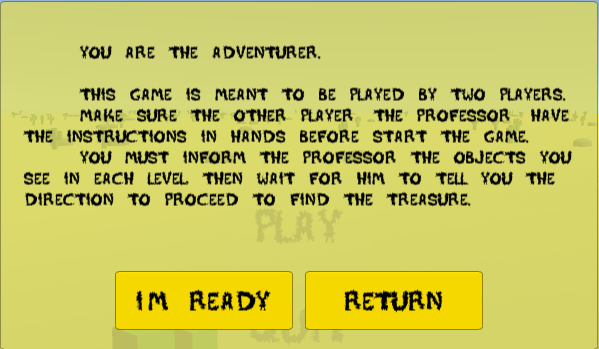 YOU ARE THE ADVENTURER.
THIS GAME IS MEANT TO BE PLAYED BY TWO PLAYERS.
MAKE SURE THE OTHER PLAYER, THE PROFESSOR, HAVE
THE INSTRUCTIONS IN HANDS BEFORE START THE GAME.
YOU MUST INFORM THE PROFESSOR THE OBJECTS YOU
SEE IN EACH LEVEL, THEN WAIT FOR HIM TO TELL YOU THE
DIRECTION TO PROCEED TO FIND THE TREASURE.
PLAY
IM READY
RETURN
QUIT